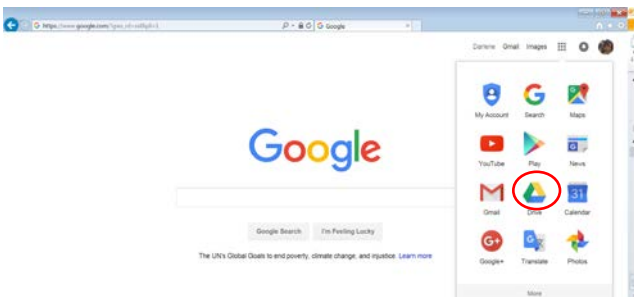 https://www.google.com/?gws_rd=ssl#spf=1
Google
Darlene Gmail Images
Google
Google Search I'm Feeling Lucky
The UN's Global Goals to end poverty, climate change, and injustice. Learn more
My Account Search Maps
YouTube Play News
31
Gmail Drive Calendar
G+
Google+ Translate Photos
More